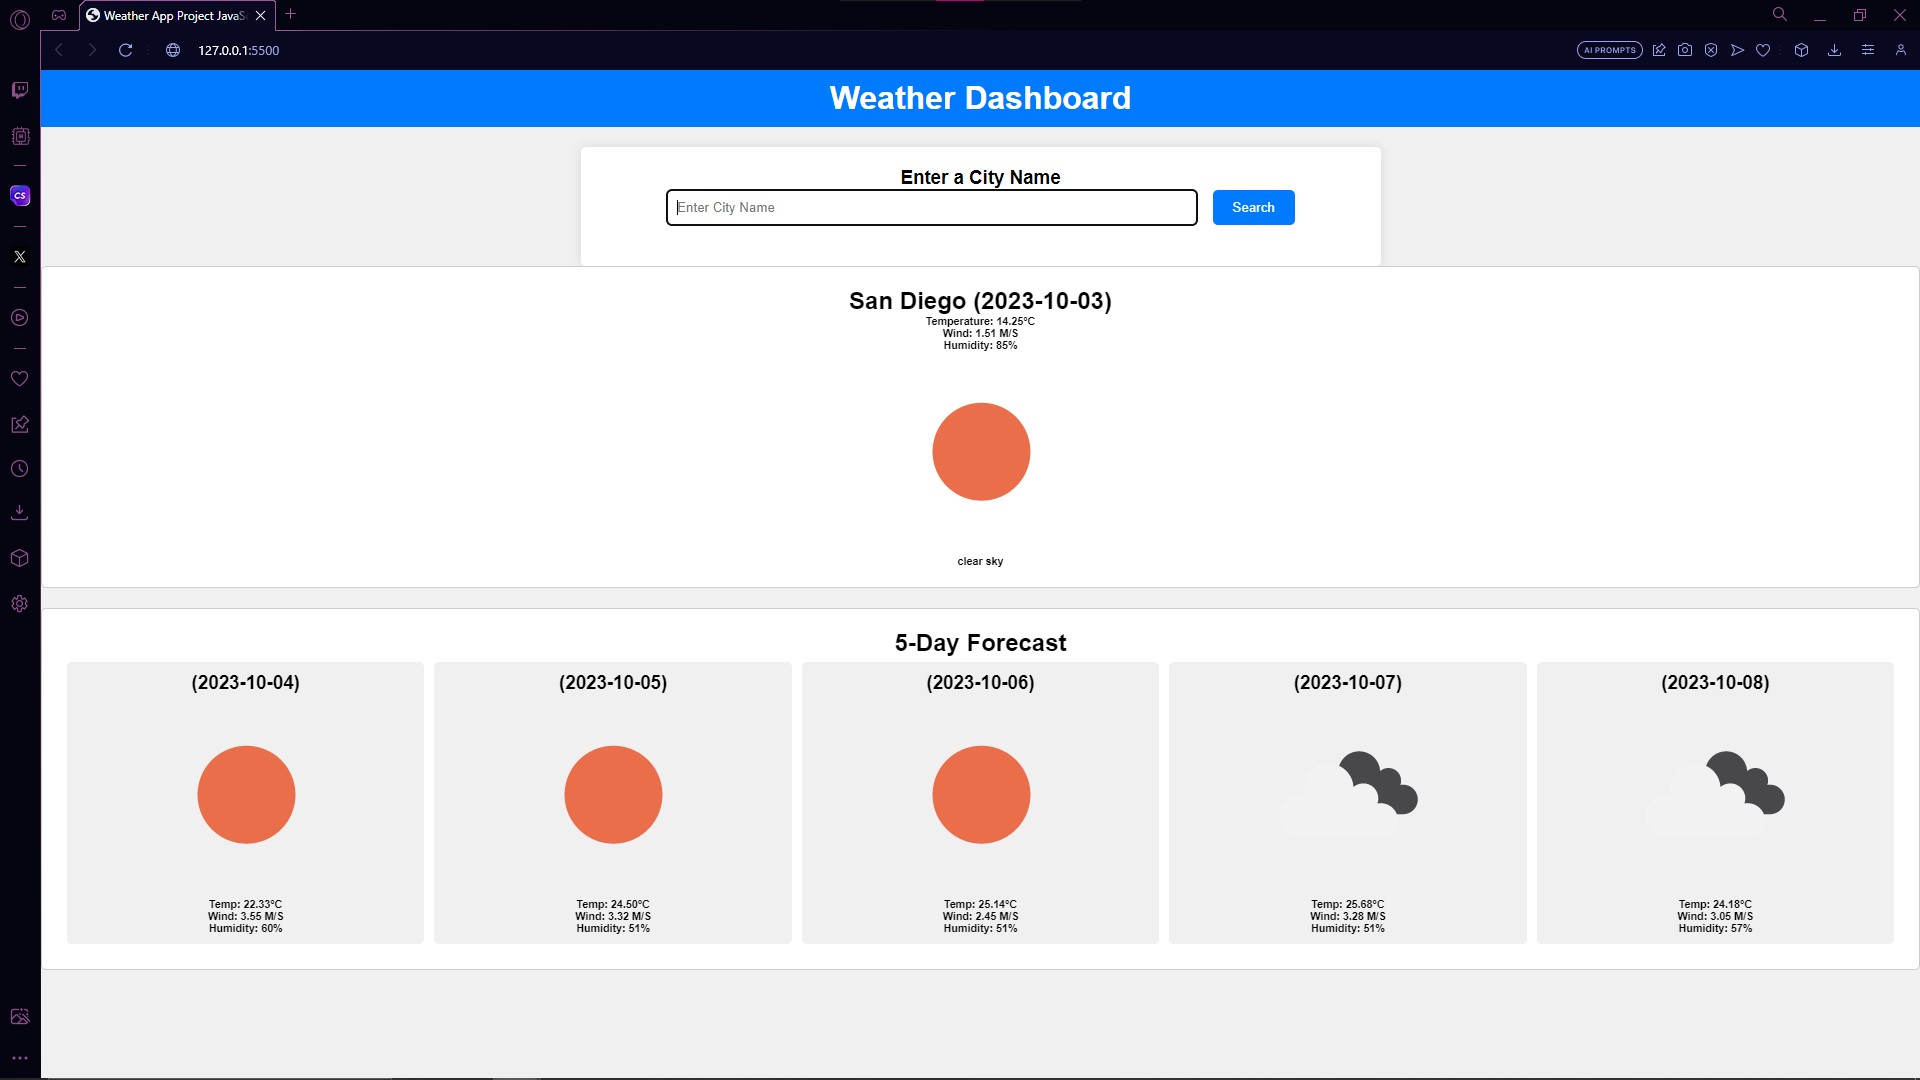 Weather App Project JavaSc
127.0.0.1:5500
AI PROMPTS
CS
Weather Dashboard
Enter a City Name
Enter City Name
Search
San Diego (2023-10-03)
Temperature: 14.25°C
Wind: 1.51 M/S
Humidity: 85%
clear sky
5-Day Forecast
(2023-10-04)
Temp: 22.33°C
Wind: 3.55 M/S
Humidity: 60%
(2023-10-05)
Temp: 24.50°C
Wind: 3.32 M/S
Humidity: 51%
(2023-10-06)
Temp: 25.14°C
Wind: 2.45 M/S
Humidity: 51%
(2023-10-07)
Temp: 25.68°C
Wind: 3.28 M/S
Humidity: 51%
(2023-10-08)
Temp: 24.18°C
Wind: 3.05 M/S
Humidity: 57%